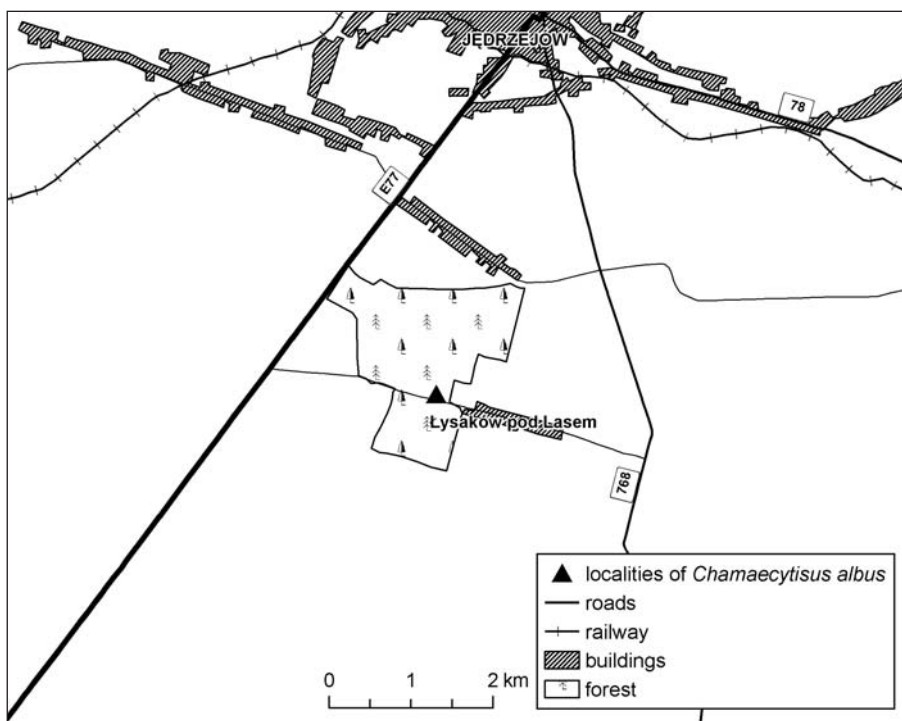 JĘDRZEJÓW
78
E77
Łysaków pod Lasem
768
localities of Chamaecytisus albus
roads
railway
buildings
forest
0 1 2 km